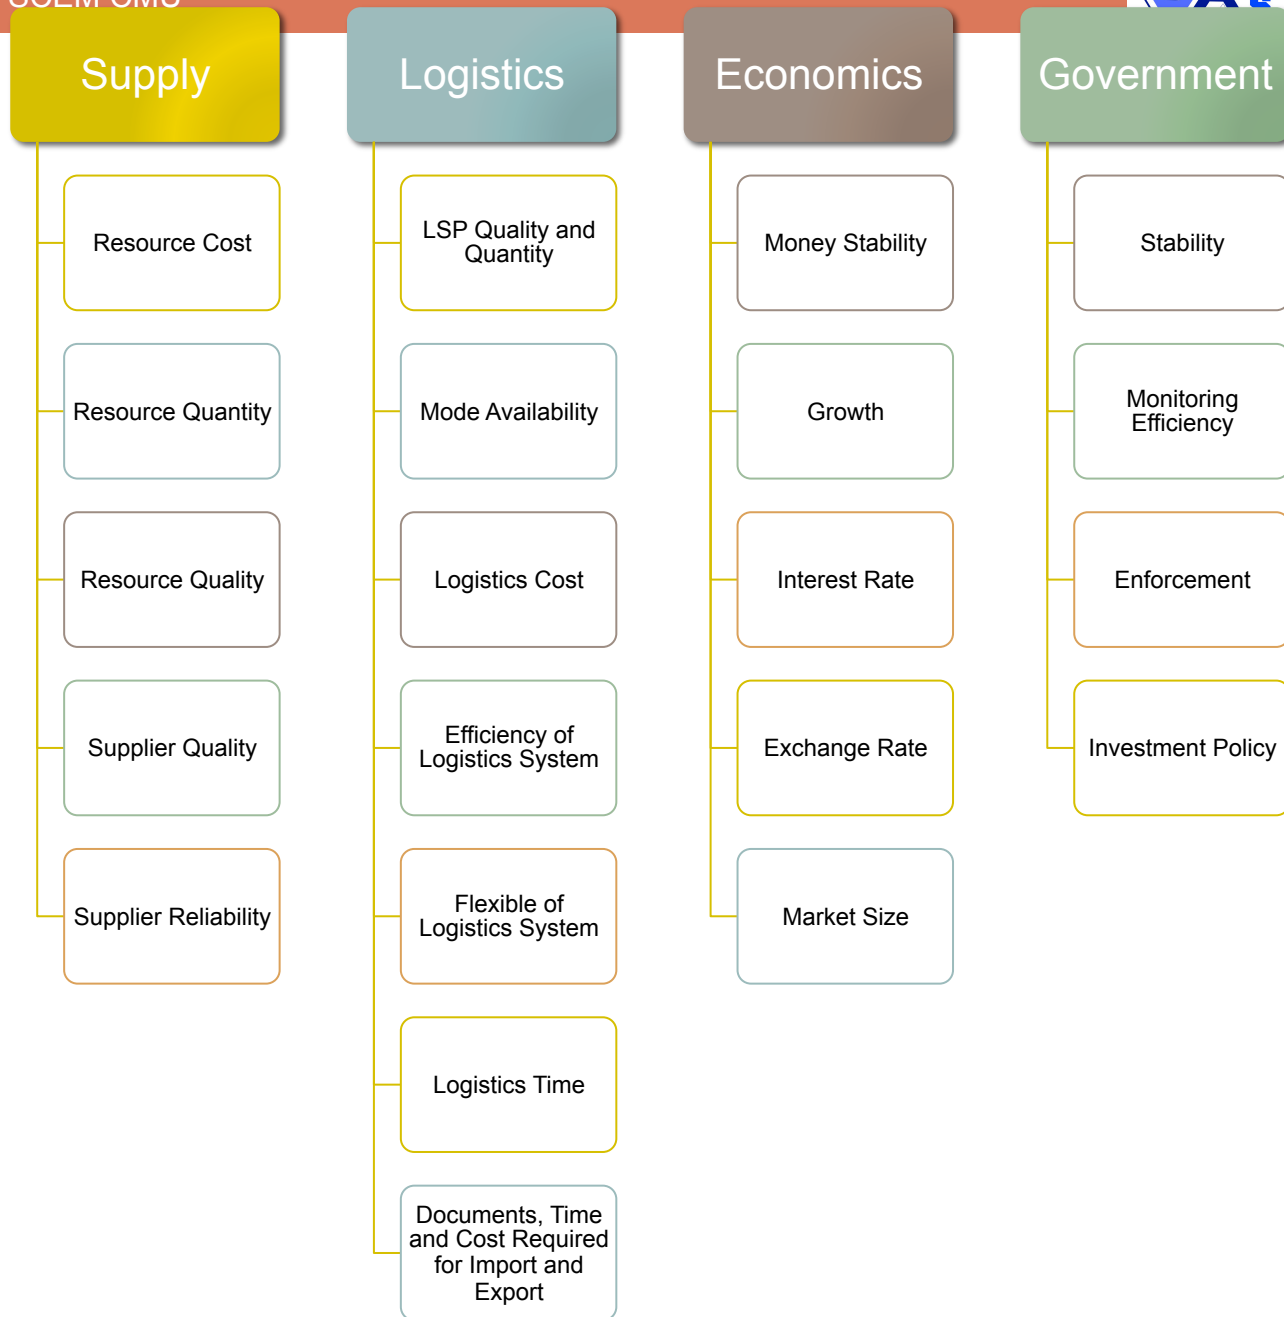 SCEM CMU
Supply
Logistics
Economics
Government
Resource Cost
Resource Quantity
Resource Quality
Supplier Quality
Supplier Reliability
LSP Quality and
Quantity
Mode Availability
Logistics Cost
Efficiency of
Logistics System
Flexible of
Logistics System
Logistics Time
Documents, Time
and Cost Required
for Import and
Export
Money Stability
Growth
Interest Rate
Exchange Rate
Market Size
Stability
Monitoring
Efficiency
Enforcement
Investment Policy